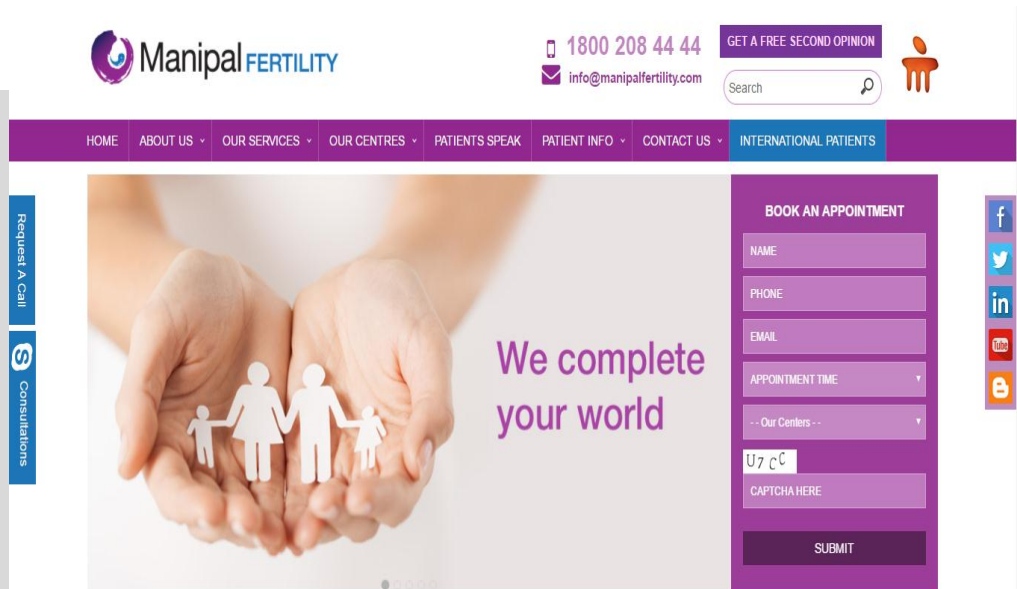 Manipal FERTILITY
1800 208 44 44
info@manipalfertility.com
GET A FREE SECOND OPINION
Search
HOME
ABOUT US
OUR SERVICES
OUR CENTRES
PATIENTS SPEAK
PATIENT INFO
CONTACT US
INTERNATIONAL PATIENTS
Request A Call
Consultations
We complete
your world
BOOK AN APPOINTMENT
NAME
PHONE
EMAIL
APPOINTMENT TIME
- - Our Centers - -
U7CC
CAPTCHA HERE
SUBMIT
f
in
Tube